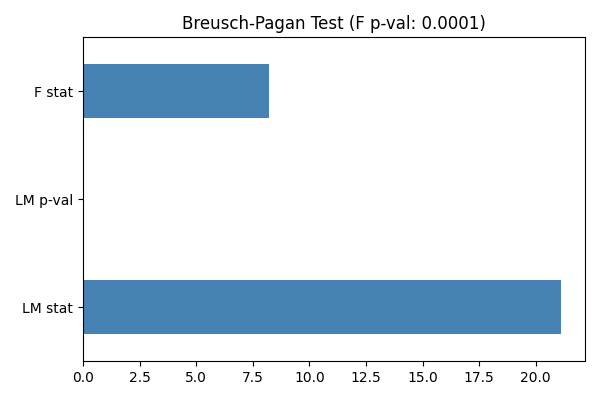 Breusch-Pagan Test (F p-val: 0.0001)
F stat
LM p-val
LM stat
0.0 2.5 5.0 7.5 10.0 12.5 15.0 17.5 20.0